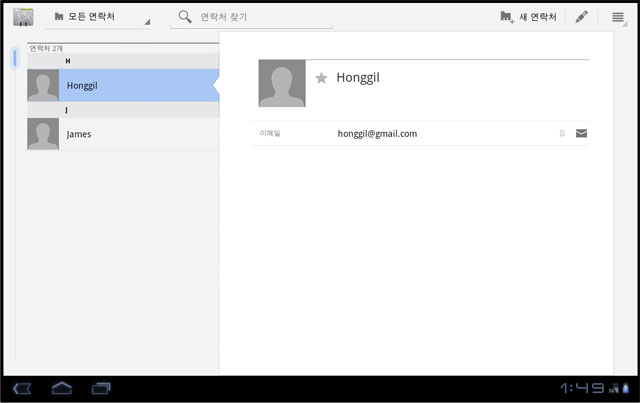 모든 연락처
연락처 찾기
새 연락처
연락처 2개
H
Honggil
J
James
Honggil
이메일
honggil@gmail.com
집
1:49